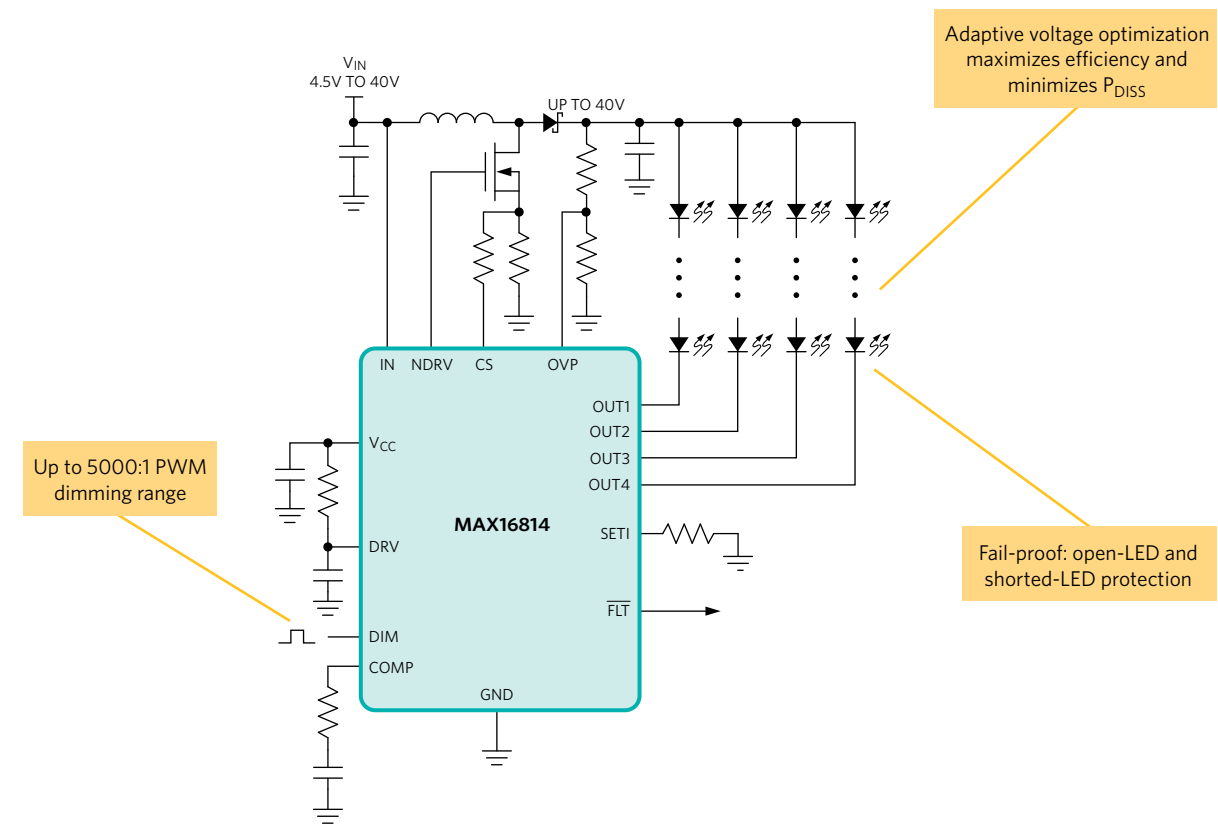 Adaptive voltage optimization
maximizes efficiency and
minimizes PDISS
VIN
4.5V TO 40V
UP TO 40V
IN
NDRV
CS
OVP
OUT1
OUT2
OUT3
OUT4
VCC
Up to 5000:1 PWM
dimming range
MAX16814
SETI
DRV
Fail-proof: open-LED and
shorted-LED protection
FLT
DIM
COMP
GND